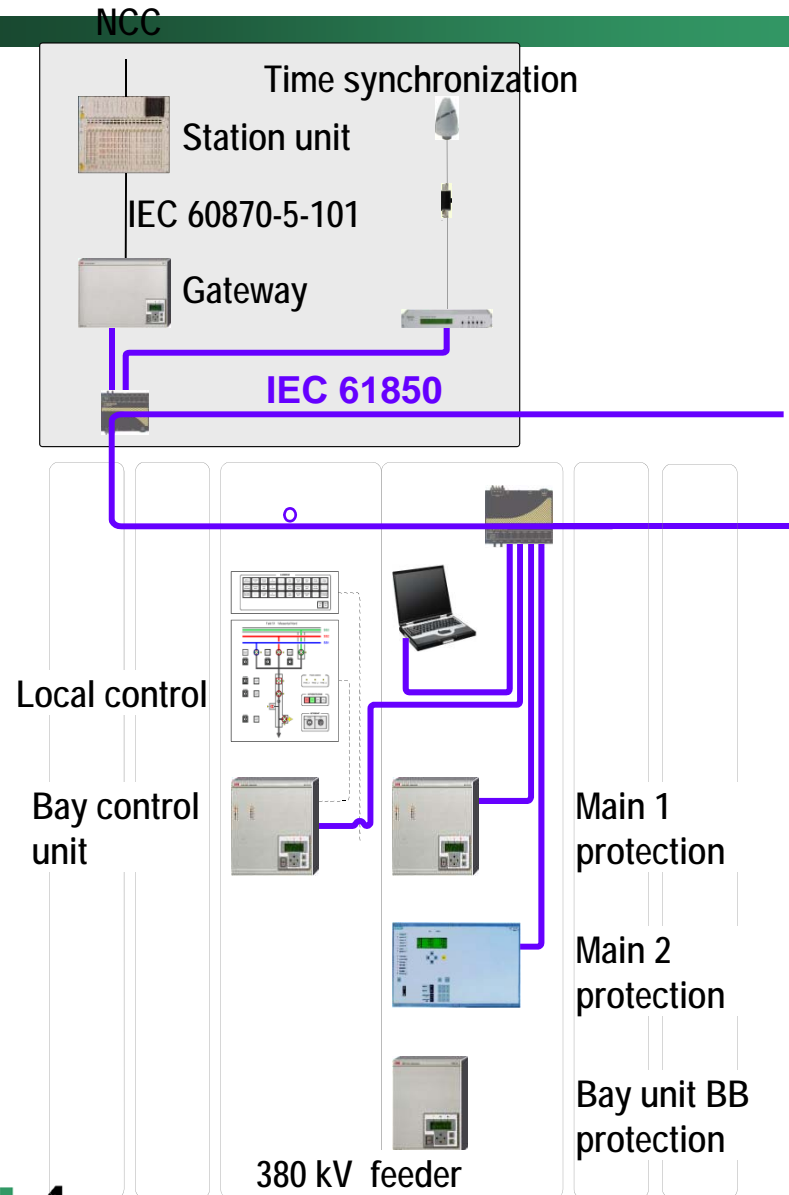 NCC
Time synchronization
Station unit
IEC 60870-5-101
Gateway
IEC 61850
Local control
Bay control
unit
Main 1
protection
Main 2
protection
Bay unit BB
protection
380 kV feeder